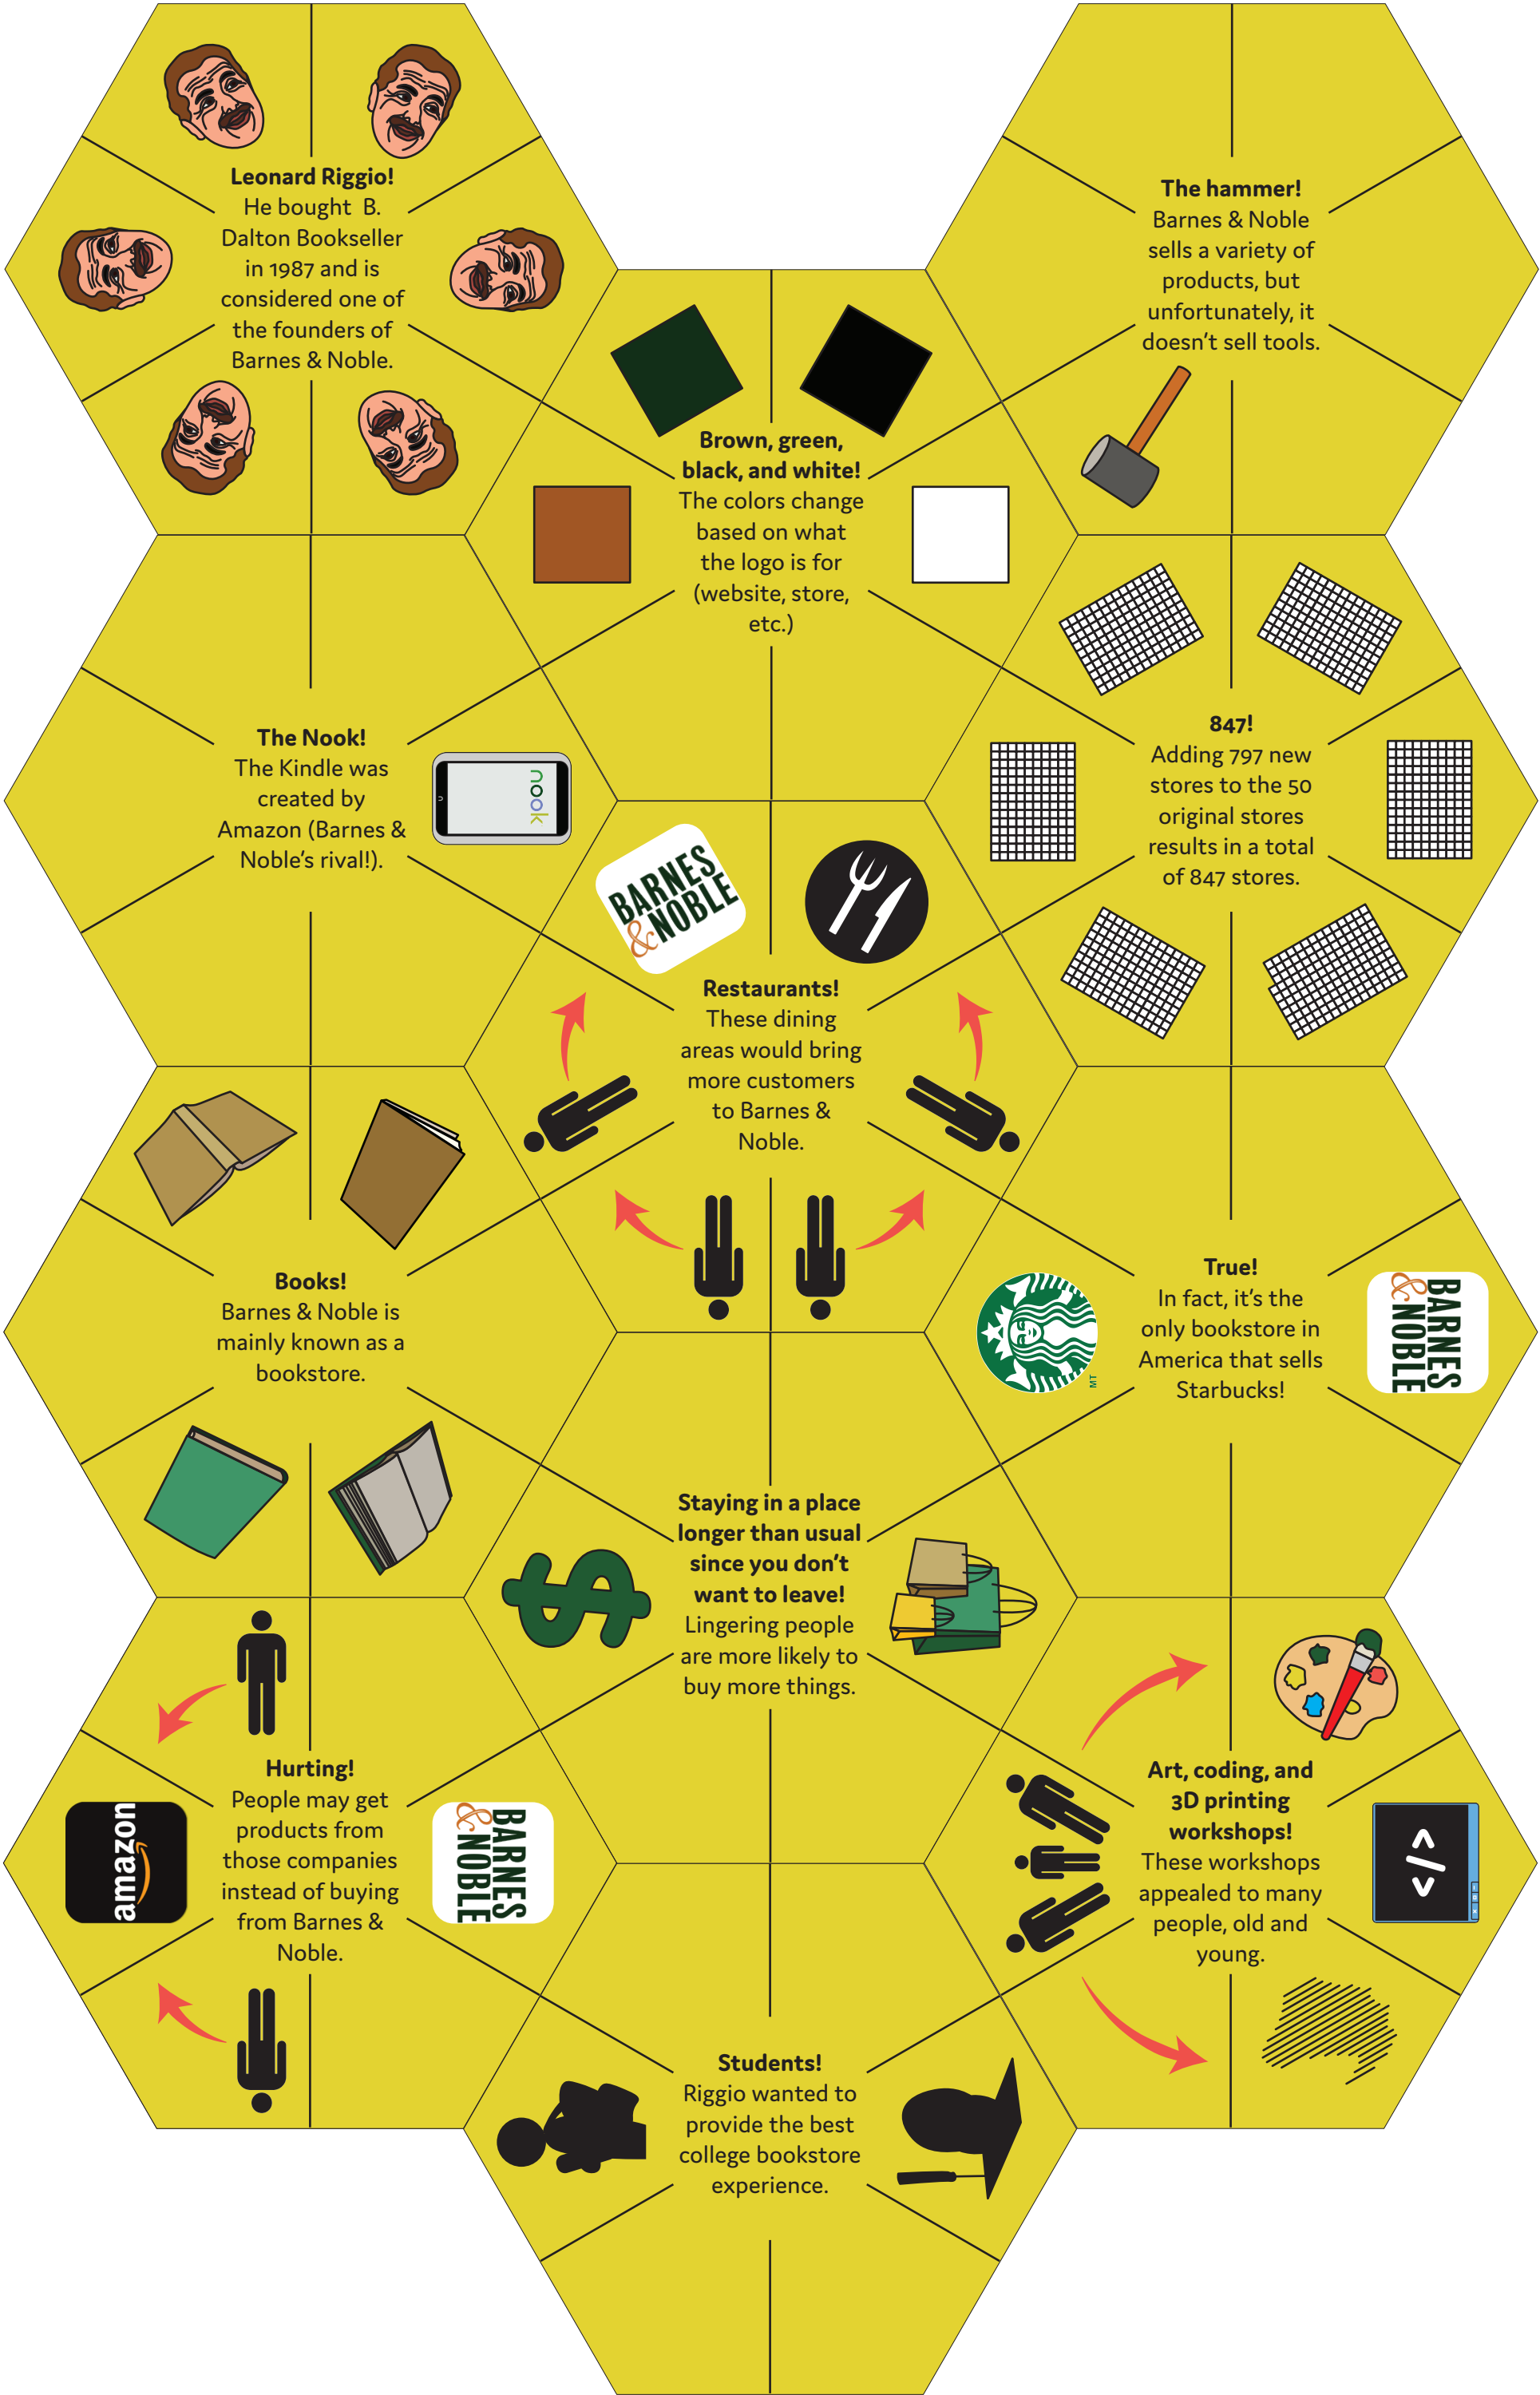 Leonard Riggio!
He bought B.
Dalton Bookseller
in 1987 and is
considered one of
the founders of
Barnes & Noble.
The hammer!
Barnes & Noble
sells a variety of
products, but
unfortunately, it
doesn't sell tools.
Brown, green,
black, and white!
The colors change
based on what
the logo is for
(website, store,
etc.)
The Nook!
The Kindle was
created by
Amazon (Barnes &
Noble's rival!).
nook
847!
Adding 797 new
stores to the 50
original stores
results in a total
of 847 stores.
BARNES
&NOBLE
Restaurants!
These dining
areas would bring
more customers
to Barnes &
Noble.
Books!
Barnes & Noble is
mainly known as a
bookstore.
True!
In fact, it's the
only bookstore in
America that sells
Starbucks!
TM
BARNES
&NOBLE
Staying in a place
longer than usual
since you don't
want to leave!
Lingering people
are more likely to
buy more things.
$
Hurting!
People may get
products from
those companies
instead of buying
from Barnes &
Noble.
amazon
BARNES
&NOBLE
Art, coding, and
3D printing
workshops!
These workshops
appealed to many
people, old and
young.
</>
Students!
Riggio wanted to
provide the best
college bookstore
experience.